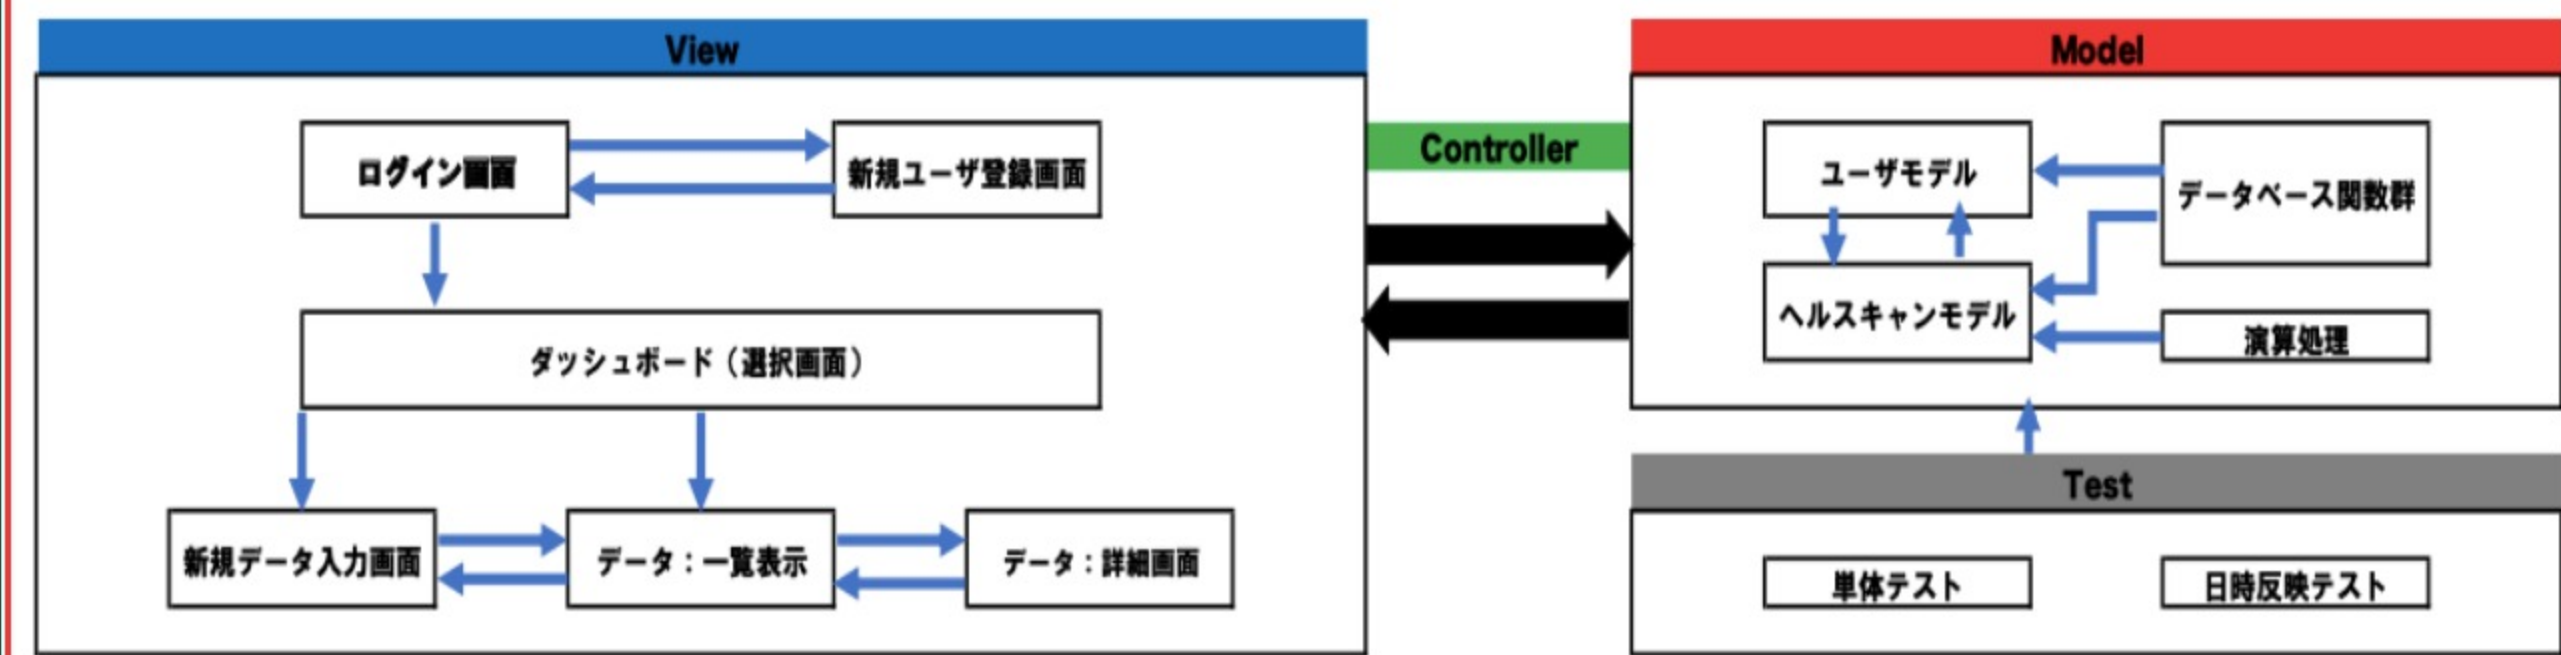 View
ログイン画面
新規ユーザ登録画面
ダッシュボード（選択画面）
新規データ入力画面
データ：一覧表示
データ：詳細画面
Controller
Model
ユーザモデル
データベース関数群
ヘルスキャンモデル
演算処理
Test
単体テスト
日時反映テスト